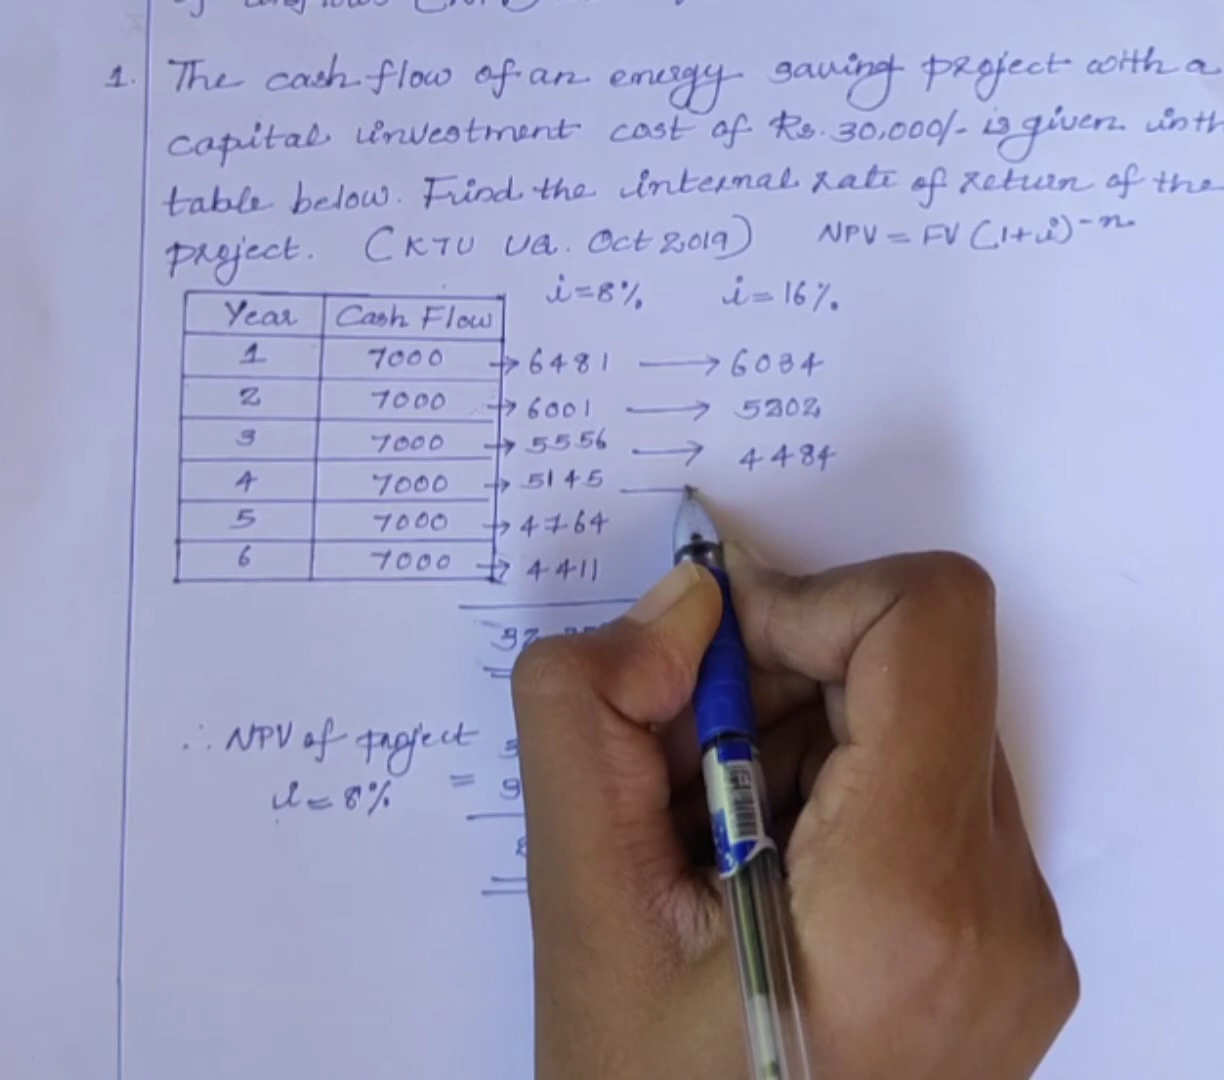 1. The cash flow of an energy saving project with a
capital investment cost of Rs. 30,000/- is given in th
table below. Find the internal rate of return of the
project. (KTU UQ. Oct 2019) NPV = FV (1+i)⁻ⁿ
i=8% i=16%
Year Cash Flow
1 7000 → 6481 → 6034
2 7000 → 6001 → 5202
3 7000 → 5556 → 4484
4 7000 → 5145
5 7000 → 4764
6 7000 → 4411
32
∴ NPV of project
i=8% =